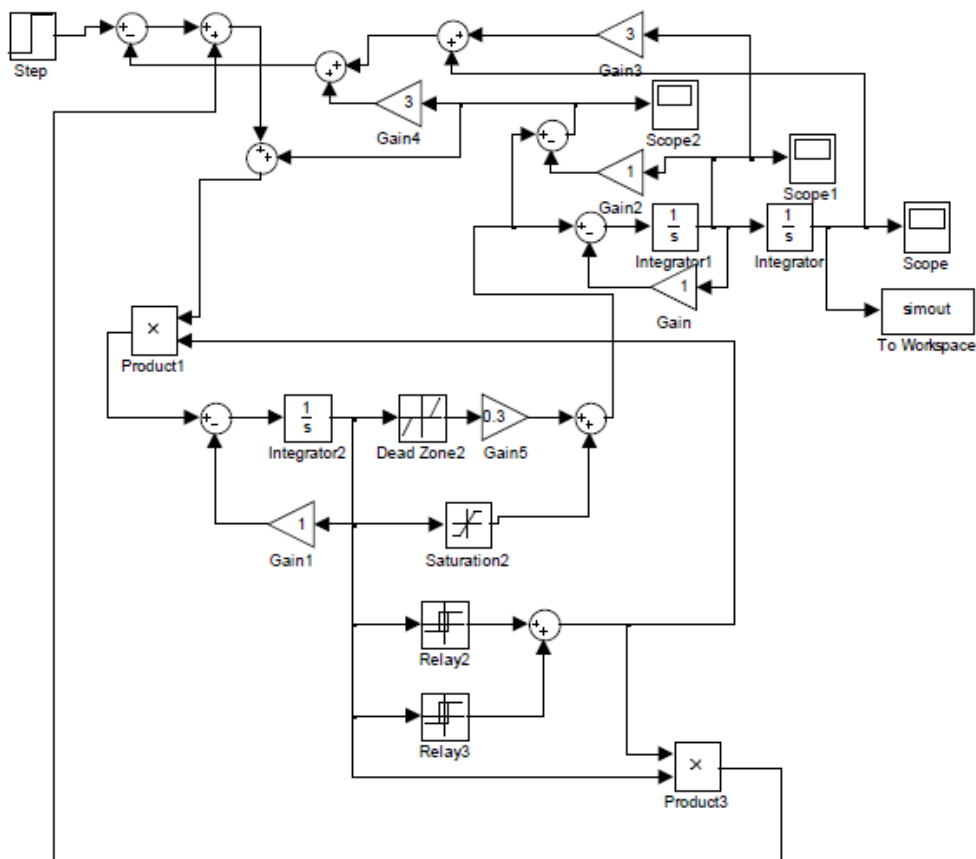 Step
3
Gain3
3
Gain4
Scope2
1
Gain2
Scope1
1
s
Integrator1
1
s
Integrator
Scope
1
Gain
simout
To Workspace
×
Product1
1
s
Integrator2
Dead Zone2
0.3
Gain5
1
Gain1
Saturation2
Relay2
Relay3
×
Product3